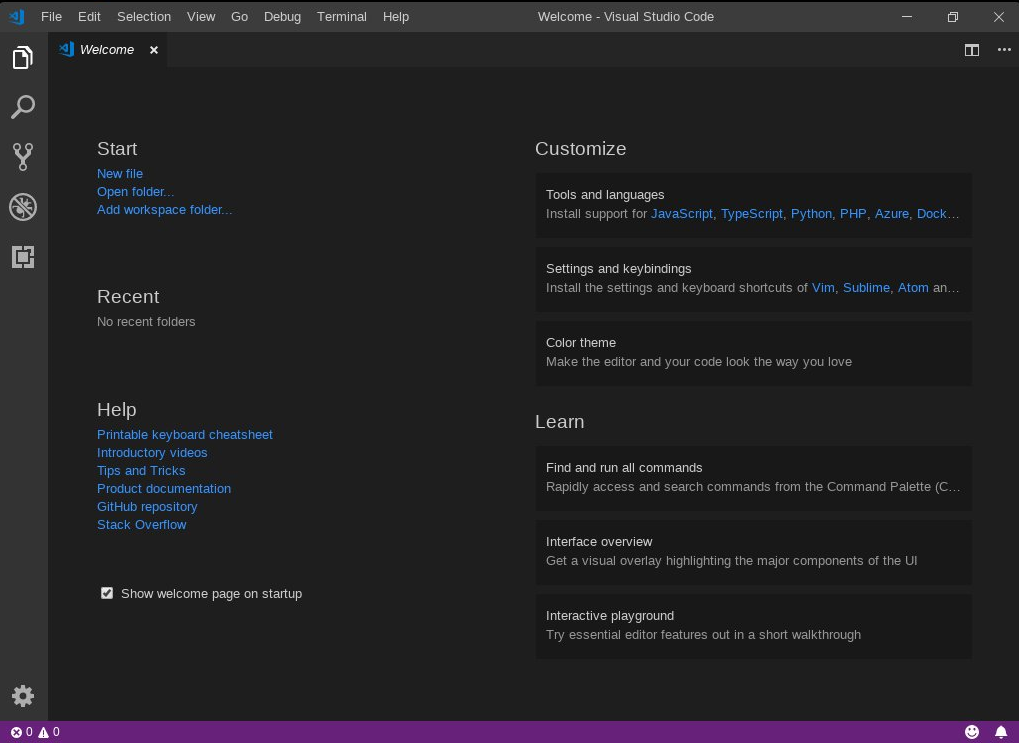 File Edit Selection View Go Debug Terminal Help Welcome - Visual Studio Code
Welcome
Start
New file
Open folder...
Add workspace folder...
Recent
No recent folders
Help
Printable keyboard cheatsheet
Introductory videos
Tips and Tricks
Product documentation
GitHub repository
Stack Overflow
Show welcome page on startup
Customize
Tools and languages
Install support for JavaScript, TypeScript, Python, PHP, Azure, Dock…
Settings and keybindings
Install the settings and keyboard shortcuts of Vim, Sublime, Atom an…
Color theme
Make the editor and your code look the way you love
Learn
Find and run all commands
Rapidly access and search commands from the Command Palette (C…
Interface overview
Get a visual overlay highlighting the major components of the UI
Interactive playground
Try essential editor features out in a short walkthrough
0 0